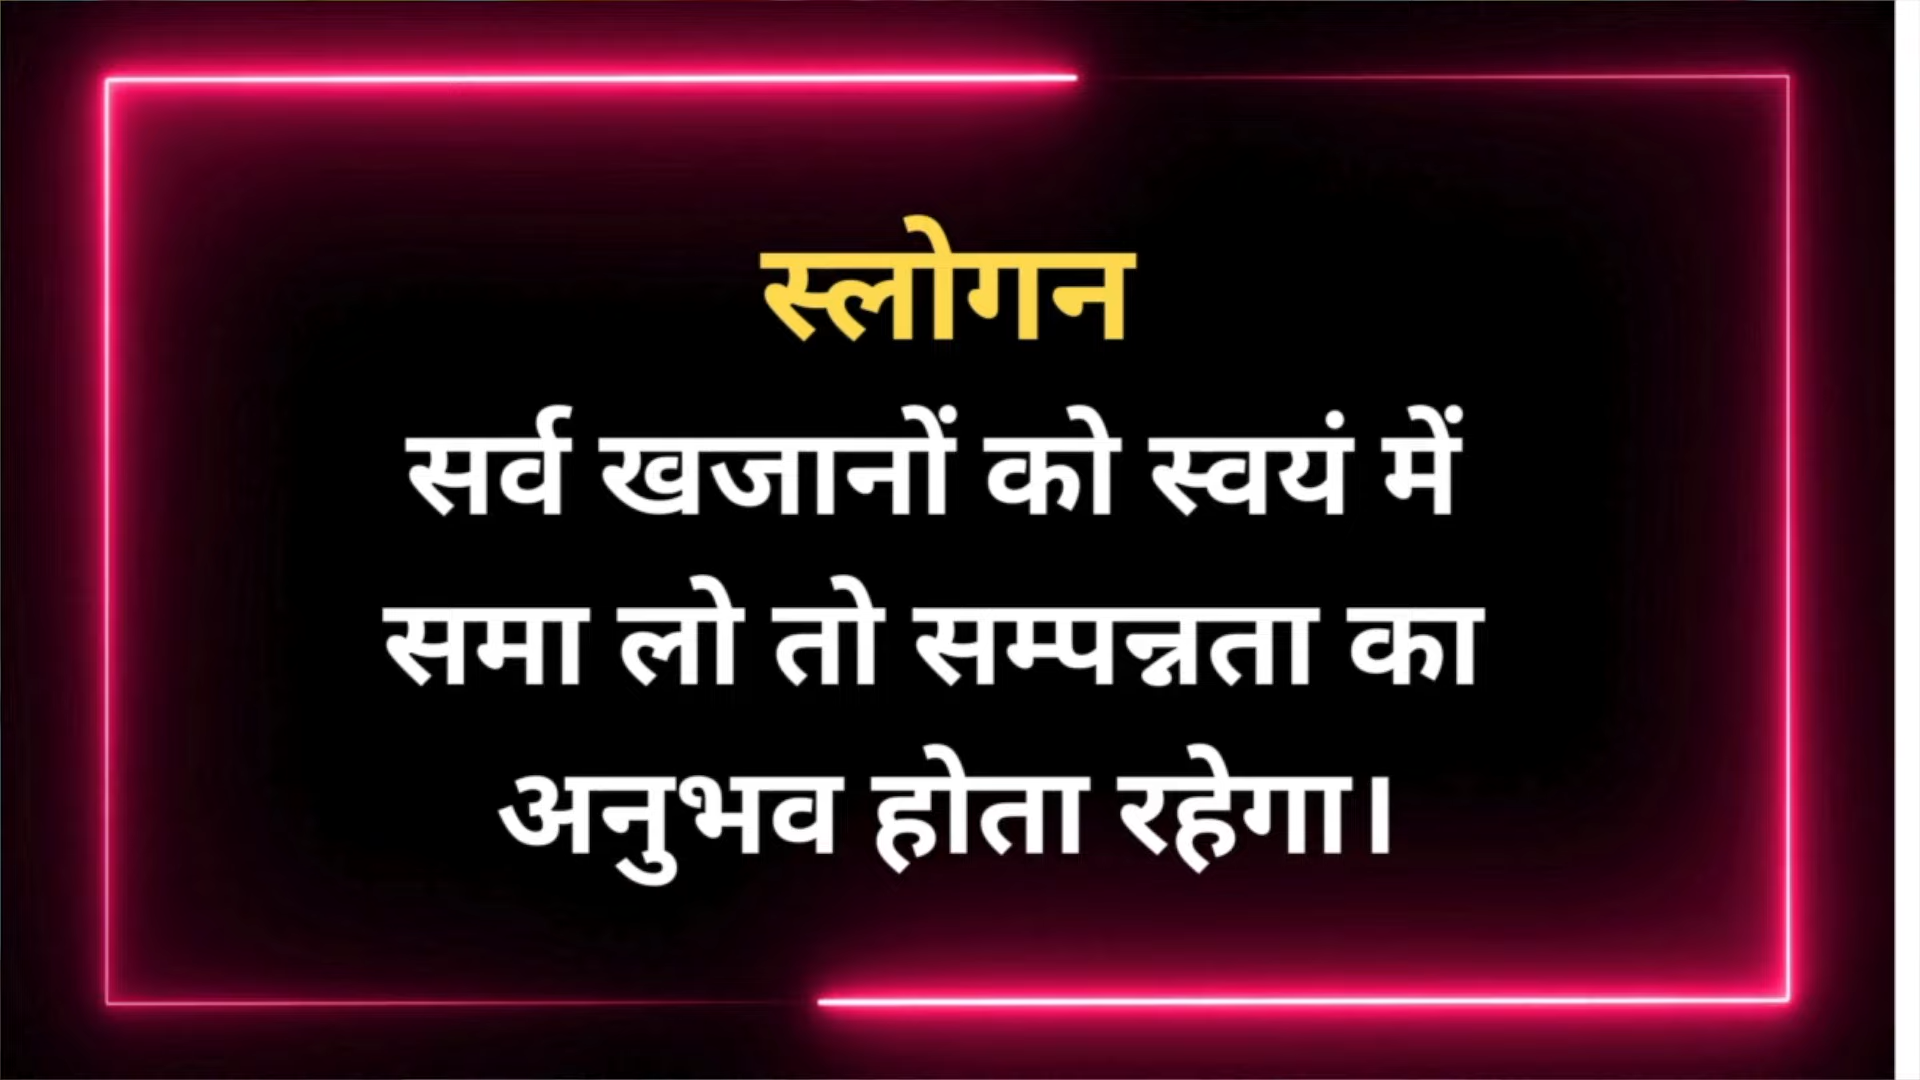 स्लोगन
सर्व खजानों को स्वयं में
समा लो तो सम्पन्नता का
अनुभव होता रहेगा।